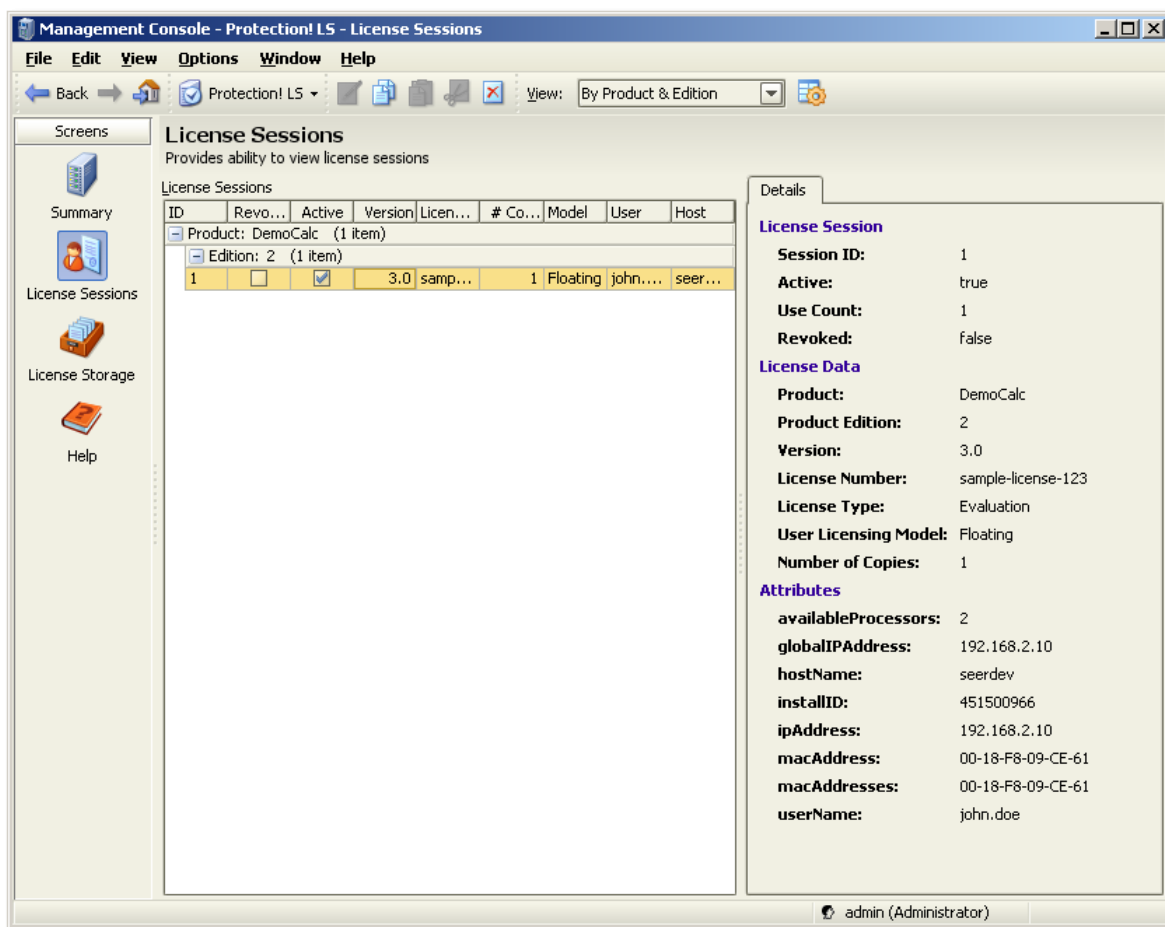 Management Console - Protection! LS - License Sessions
File Edit View Options Window Help
Back Protection! LS View: By Product & Edition
Screens
Summary
License Sessions
License Storage
Help
License Sessions
Provides ability to view license sessions
License Sessions
ID Revo... Active Version Licen... # Co... Model User Host
Product: DemoCalc (1 item)
Edition: 2 (1 item)
1 3.0 samp... 1 Floating john.... seer...
Details
License Session
Session ID: 1
Active: true
Use Count: 1
Revoked: false
License Data
Product: DemoCalc
Product Edition: 2
Version: 3.0
License Number: sample-license-123
License Type: Evaluation
User Licensing Model: Floating
Number of Copies: 1
Attributes
availableProcessors: 2
globalIPAddress: 192.168.2.10
hostName: seerdev
installID: 451500966
ipAddress: 192.168.2.10
macAddress: 00-18-F8-09-CE-61
macAddresses: 00-18-F8-09-CE-61
userName: john.doe
admin (Administrator)